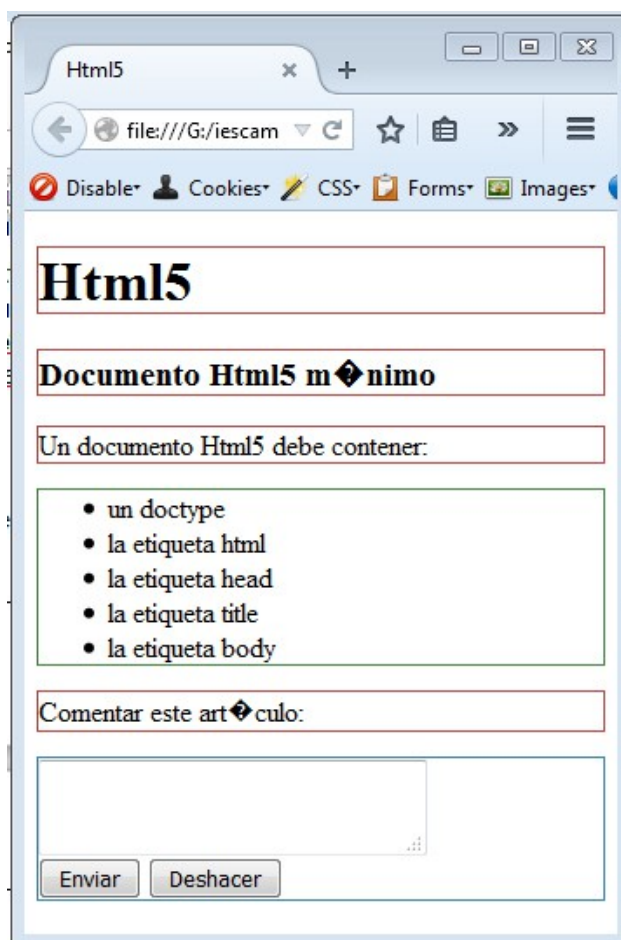 Html5
file:///G:/iescam
Disable Cookies CSS Forms Images
Html5
Documento Html5 m�nimo
Un documento Html5 debe contener:
un doctype
la etiqueta html
la etiqueta head
la etiqueta title
la etiqueta body
Comentar este art�culo:
Enviar Deshacer